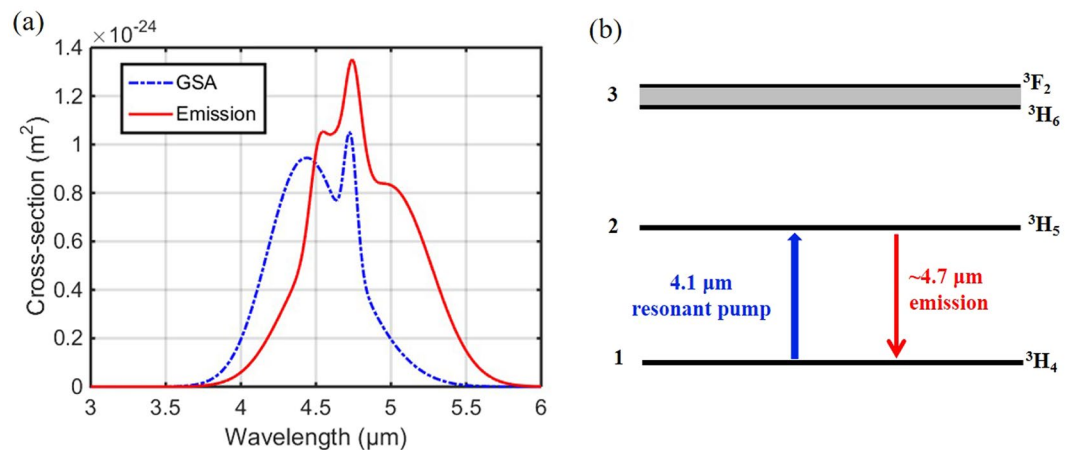 (a)
×10⁻²⁴
1.4
1.2
1
0.8
0.6
0.4
0.2
0
Cross-section (m²)
GSA
Emission
3 3.5 4 4.5 5 5.5 6
Wavelength (μm)
(b)
3
³F₂
³H₆
2
³H₅
4.1 μm
resonant pump
~4.7 μm
emission
1
³H₄